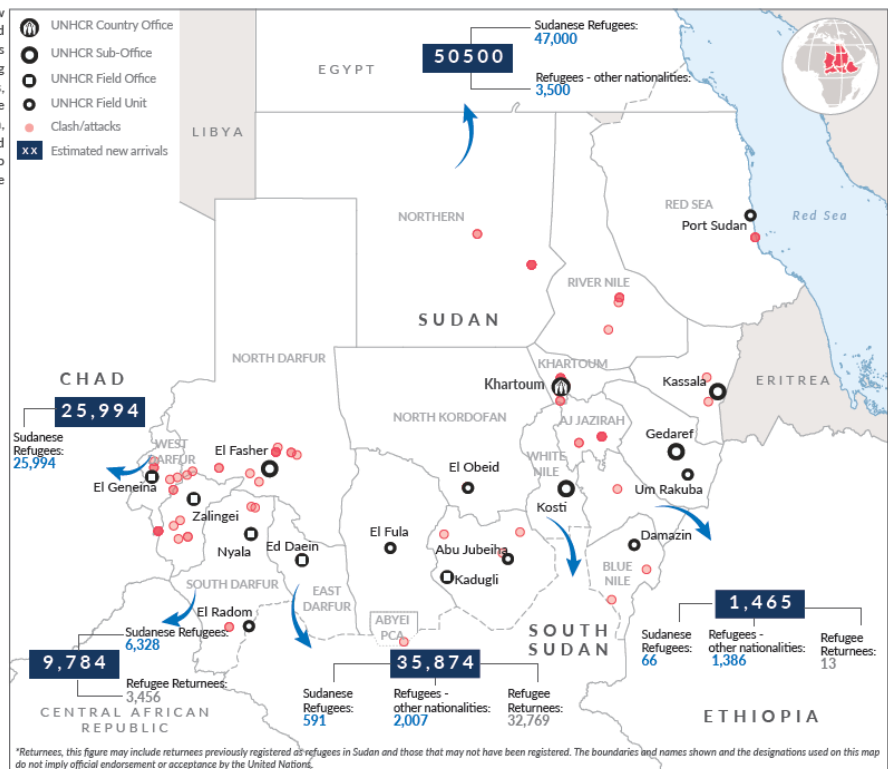 w
d
s
g
s,
e
,
d
o
e
UNHCR Country Office
UNHCR Sub-Office
UNHCR Field Office
UNHCR Field Unit
Clash/attacks
xx Estimated new arrivals
EGYPT
50500
Sudanese Refugees:
47,000
Refugees - other nationalities:
3,500
LIBYA
NORTHERN
RED SEA
Port Sudan
Red Sea
RIVER NILE
SUDAN
NORTH DARFUR
KHARTOUM
Khartoum
Kassala
ERITREA
CHAD
25,994
Sudanese
Refugees:
25,994
NORTH KORDOFAN
AJ JAZIRAH
Gedaref
WEST
DARFUR
El Fasher
WHITE
NILE
El Geneina
El Obeid
Um Rakuba
Zalingei
Kosti
Nyala
Ed Daein
El Fula
Abu Jubeiha
Damazin
Kadugli
BLUE
NILE
SOUTH DARFUR
EAST
DARFUR
El Radom
ABYEI
PCA
SOUTH
SUDAN
9,784
Sudanese Refugees:
6,328
Refugee Returnees:
3,456
35,874
Sudanese
Refugees:
591
Refugees -
other nationalities:
2,007
Refugee
Returnees:
32,769
1,465
Sudanese
Refugees:
66
Refugees -
other nationalities:
1,386
Refugee
Returnees:
13
CENTRAL AFRICAN
REPUBLIC
ETHIOPIA
*Returnees, this figure may include returnees previously registered as refugees in Sudan and those that may not have been registered. The boundaries and names shown and the designations used on this map
do not imply official endorsement or acceptance by the United Nations.